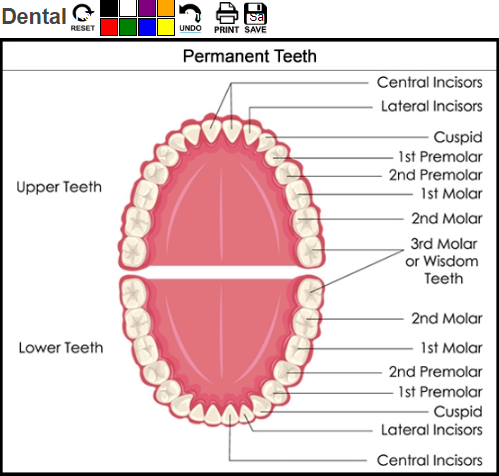 Dental
RESET
UNDO
PRINT
Sa
SAVE
Permanent Teeth
Central Incisors
Lateral Incisors
Cuspid
1st Premolar
2nd Premolar
1st Molar
2nd Molar
3rd Molar
or Wisdom
Teeth
Upper Teeth
Lower Teeth
2nd Molar
1st Molar
2nd Premolar
1st Premolar
Cuspid
Lateral Incisors
Central Incisors